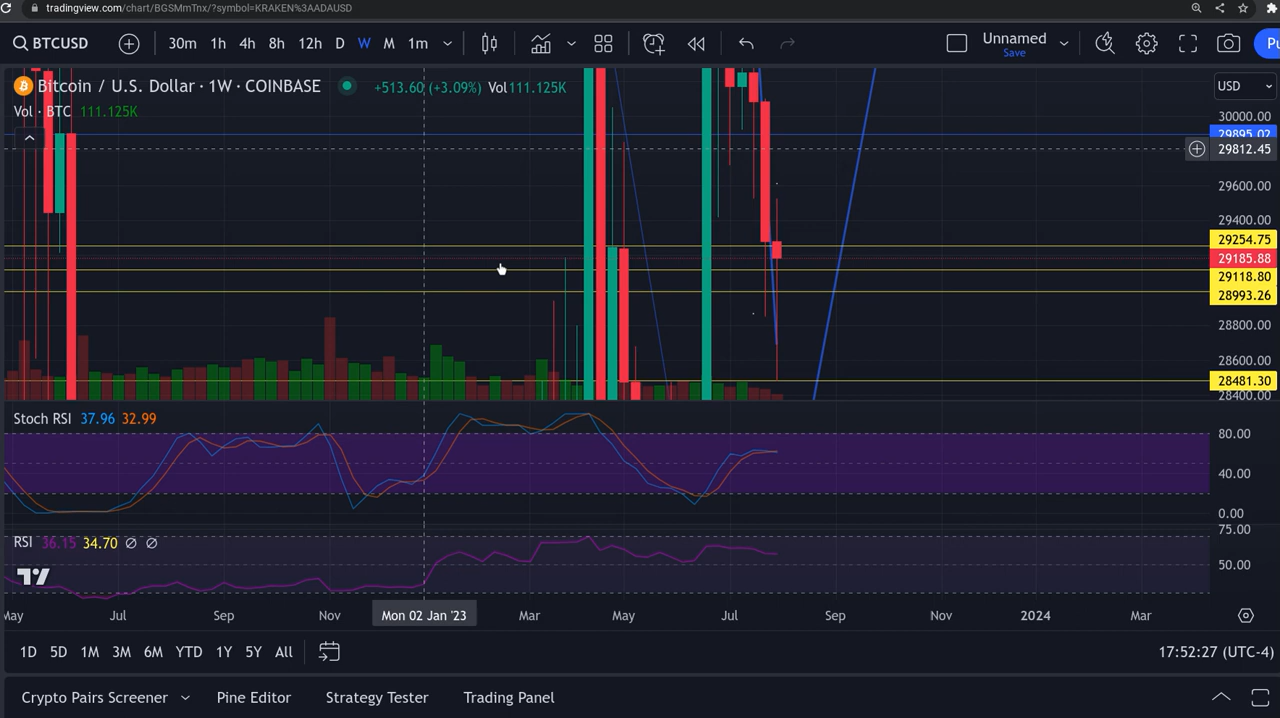 tradingview.com/chart/BGSMmTnx/?symbol=KRAKEN%3AADAUSD
BTCUSD 30m 1h 4h 8h 12h D W M 1m Unnamed Save Pu
Bitcoin / U.S. Dollar · 1W · COINBASE +513.60 (+3.09%) Vol 111.125K USD
Vol · BTC 111.125K
30000.00
29895.02
29812.45
29600.00
29400.00
29254.75
29185.88
29118.80
28993.26
28800.00
28600.00
28481.30
28400.00
Stoch RSI 37.96 32.99
80.00
40.00
0.00
75.00
RSI 36.15 34.70 ∅ ∅
50.00
May Jul Sep Nov Mon 02 Jan '23 Mar May Jul Sep Nov 2024 Mar
1D 5D 1M 3M 6M YTD 1Y 5Y All 17:52:27 (UTC-4)
Crypto Pairs Screener Pine Editor Strategy Tester Trading Panel